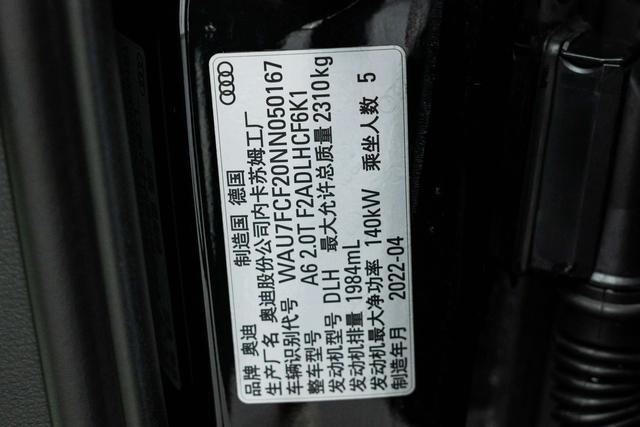 品牌 奥迪 制造国 德国
生产厂名 奥迪股份公司内卡苏姆工厂
车辆识别代号 WAU7FCF20NN050167
整车型号 A6 2.0T F2ADLHCF6K1
发动机型号 DLH 最大允许总质量 2310kg
发动机排量 1984mL
发动机最大净功率 140kW 乘坐人数 5
制造年月 2022-04